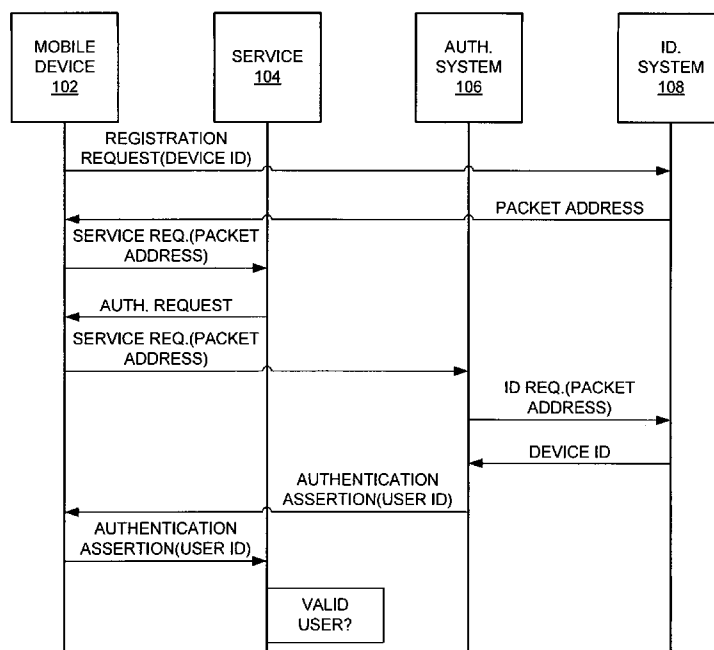 MOBILE
DEVICE
102
SERVICE
104
AUTH.
SYSTEM
106
ID.
SYSTEM
108
REGISTRATION
REQUEST(DEVICE ID)
PACKET ADDRESS
SERVICE REQ.(PACKET
ADDRESS)
AUTH. REQUEST
SERVICE REQ.(PACKET
ADDRESS)
ID REQ.(PACKET
ADDRESS)
DEVICE ID
AUTHENTICATION
ASSERTION(USER ID)
AUTHENTICATION
ASSERTION(USER ID)
VALID
USER?